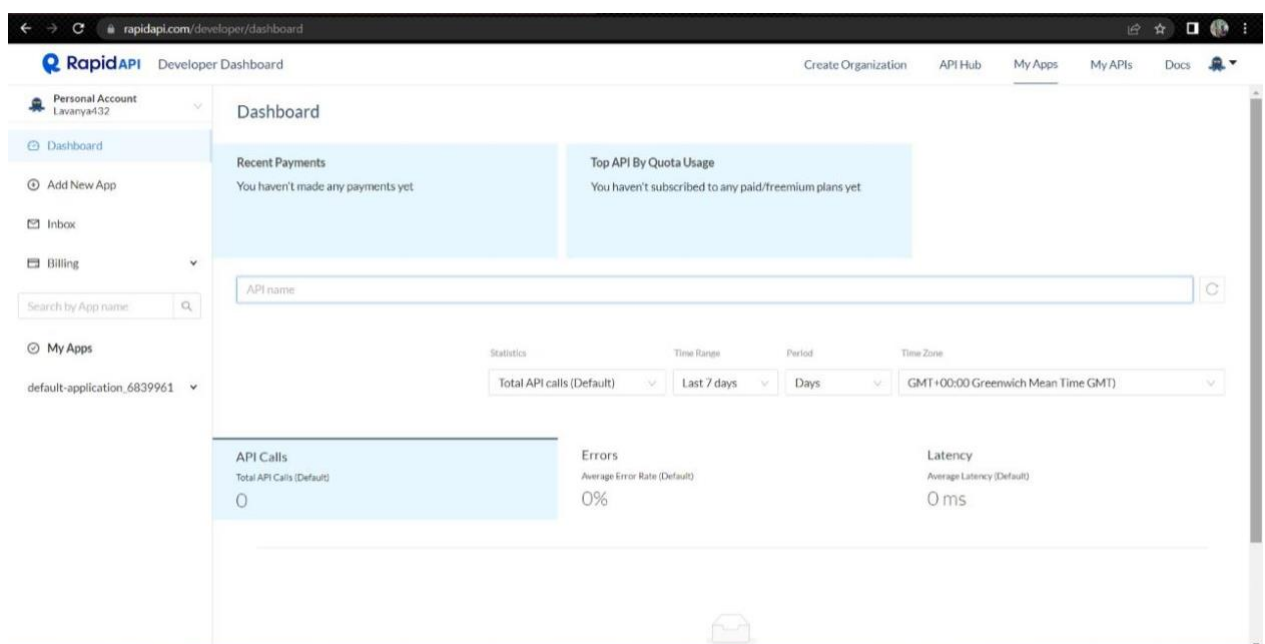 rapidapi.com/developer/dashboard
RapidAPI Developer Dashboard Create Organization API Hub My Apps My APIs Docs
Personal Account
Lavanya432
Dashboard
Add New App
Inbox
Billing
Search by App name
My Apps
default-application_6839961
Dashboard
Recent Payments
You haven't made any payments yet
Top API By Quota Usage
You haven't subscribed to any paid/freemium plans yet
API name
Statistics Time Range Period Time Zone
Total API calls (Default) Last 7 days Days GMT+00:00 Greenwich Mean Time GMT)
API Calls
Total API Calls (Default)
0
Errors
Average Error Rate (Default)
0%
Latency
Average Latency (Default)
0 ms